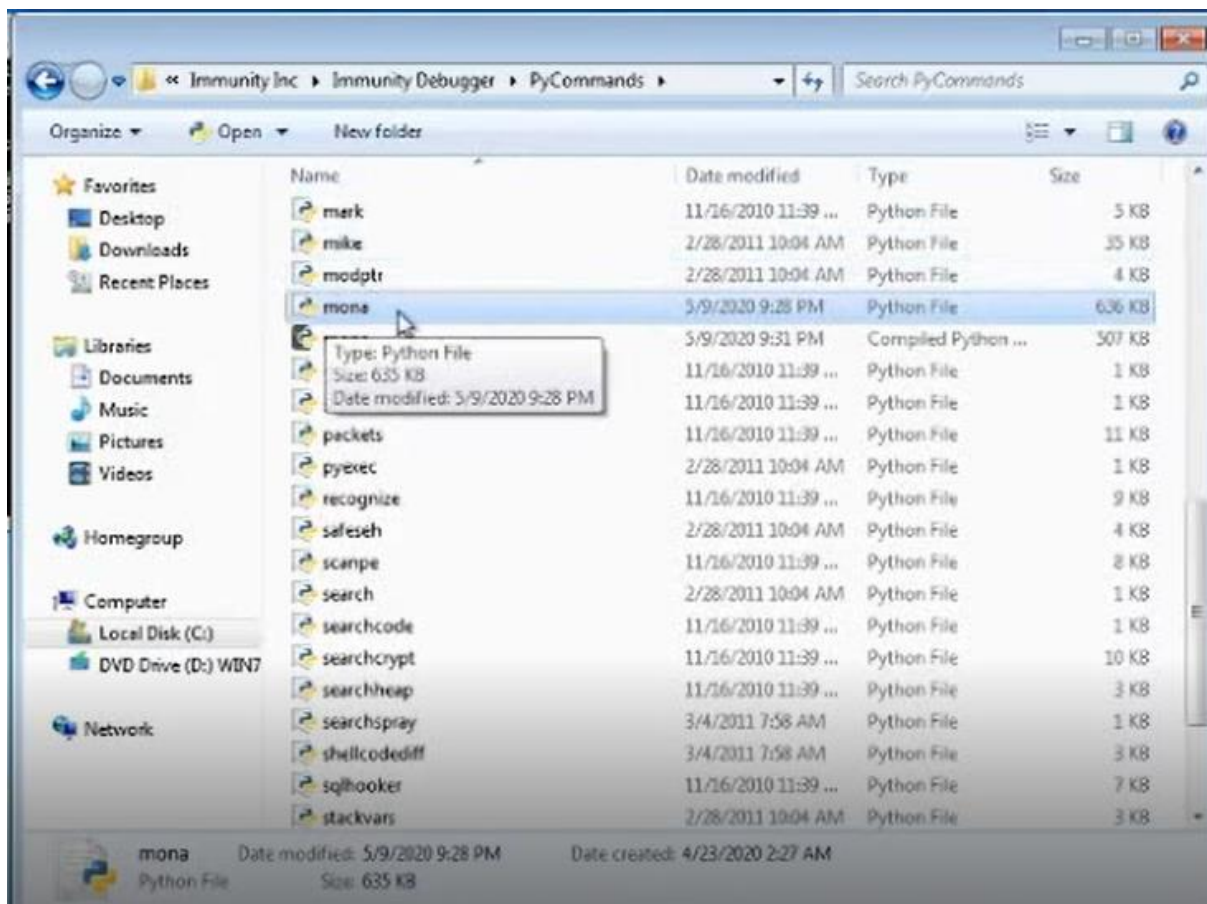 « Immunity Inc ▸ Immunity Debugger ▸ PyCommands ▸ Search PyCommands
Organize Open New folder
Name Date modified Type Size
Favorites
Desktop
Downloads
Recent Places
Libraries
Documents
Music
Pictures
Videos
Homegroup
Computer
Local Disk (C:)
DVD Drive (D:) WIN7
Network
mark 11/16/2010 11:39 ... Python File 5 KB
mike 2/28/2011 10:04 AM Python File 35 KB
modptr 2/28/2011 10:04 AM Python File 4 KB
mona 5/9/2020 9:28 PM Python File 636 KB
5/9/2020 9:31 PM Compiled Python ... 507 KB
11/16/2010 11:39 ... Python File 1 KB
11/16/2010 11:39 ... Python File 1 KB
Type: Python File
Size: 635 KB
Date modified: 5/9/2020 9:28 PM
packets 11/16/2010 11:39 ... Python File 11 KB
pyexec 2/28/2011 10:04 AM Python File 1 KB
recognize 11/16/2010 11:39 ... Python File 9 KB
safeseh 2/28/2011 10:04 AM Python File 4 KB
scanpe 11/16/2010 11:39 ... Python File 8 KB
search 2/28/2011 10:04 AM Python File 1 KB
searchcode 11/16/2010 11:39 ... Python File 1 KB
searchcrypt 11/16/2010 11:39 ... Python File 10 KB
searchheap 11/16/2010 11:39 ... Python File 3 KB
searchspray 3/4/2011 7:58 AM Python File 1 KB
shellcodediff 3/4/2011 7:58 AM Python File 3 KB
sqlhooker 11/16/2010 11:39 ... Python File 7 KB
stackvars 2/28/2011 10:04 AM Python File 3 KB
mona Date modified: 5/9/2020 9:28 PM Date created: 4/23/2020 2:27 AM
Python File Size: 635 KB